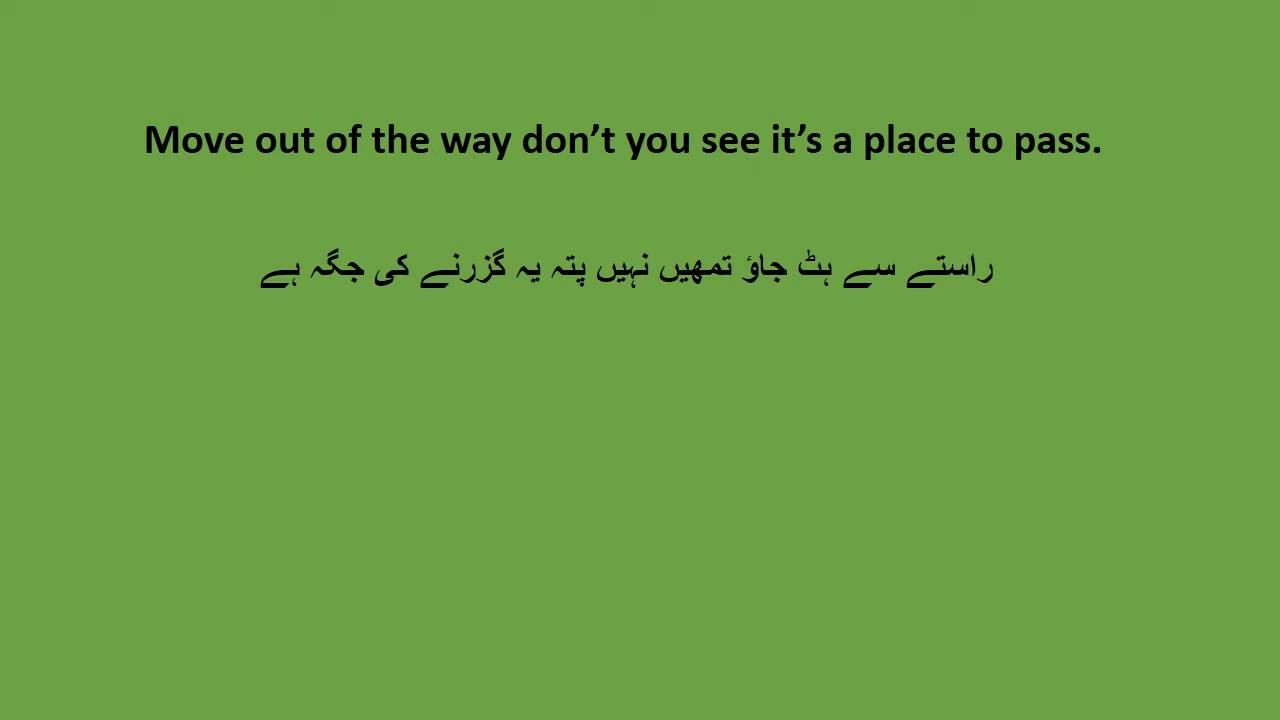 Move out of the way don’t you see it’s a place to pass.
راستے سے ہٹ جاؤ تمھیں نہیں پتہ یہ گزرنے کی جگہ ہے